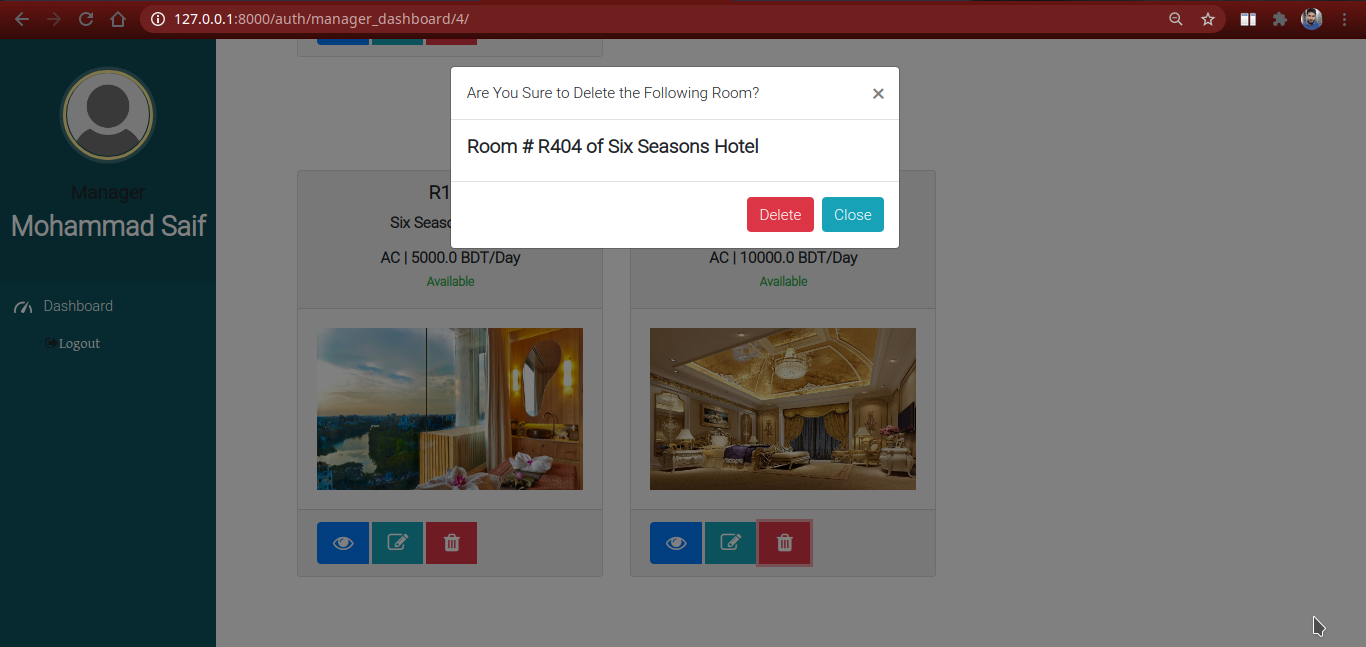 127.0.0.1:8000/auth/manager_dashboard/4/
Manager
Mohammad Saif
Dashboard
Logout
Are You Sure to Delete the Following Room? ×
Room # R404 of Six Seasons Hotel
Delete Close
R1
Six Seaso
AC | 5000.0 BDT/Day
Available
AC | 10000.0 BDT/Day
Available